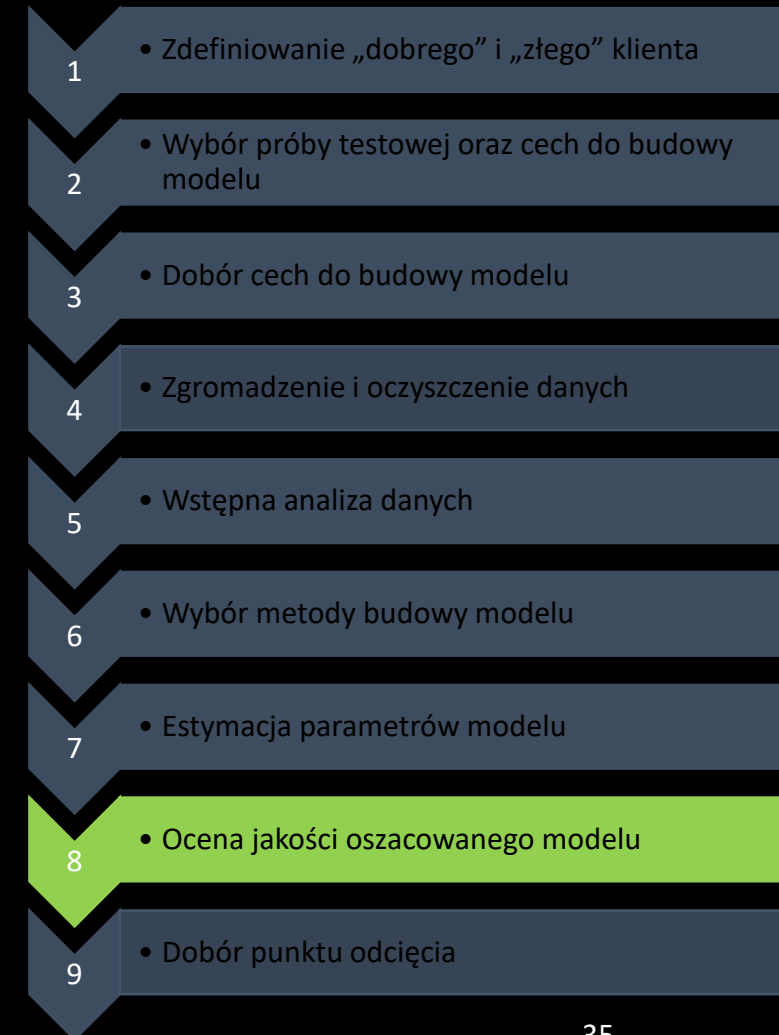 1
• Zdefiniowanie „dobrego” i „złego” klienta
2
• Wybór próby testowej oraz cech do budowy
modelu
3
• Dobór cech do budowy modelu
4
• Zgromadzenie i oczyszczenie danych
5
• Wstępna analiza danych
6
• Wybór metody budowy modelu
7
• Estymacja parametrów modelu
8
• Ocena jakości oszacowanego modelu
9
• Dobór punktu odcięcia
35